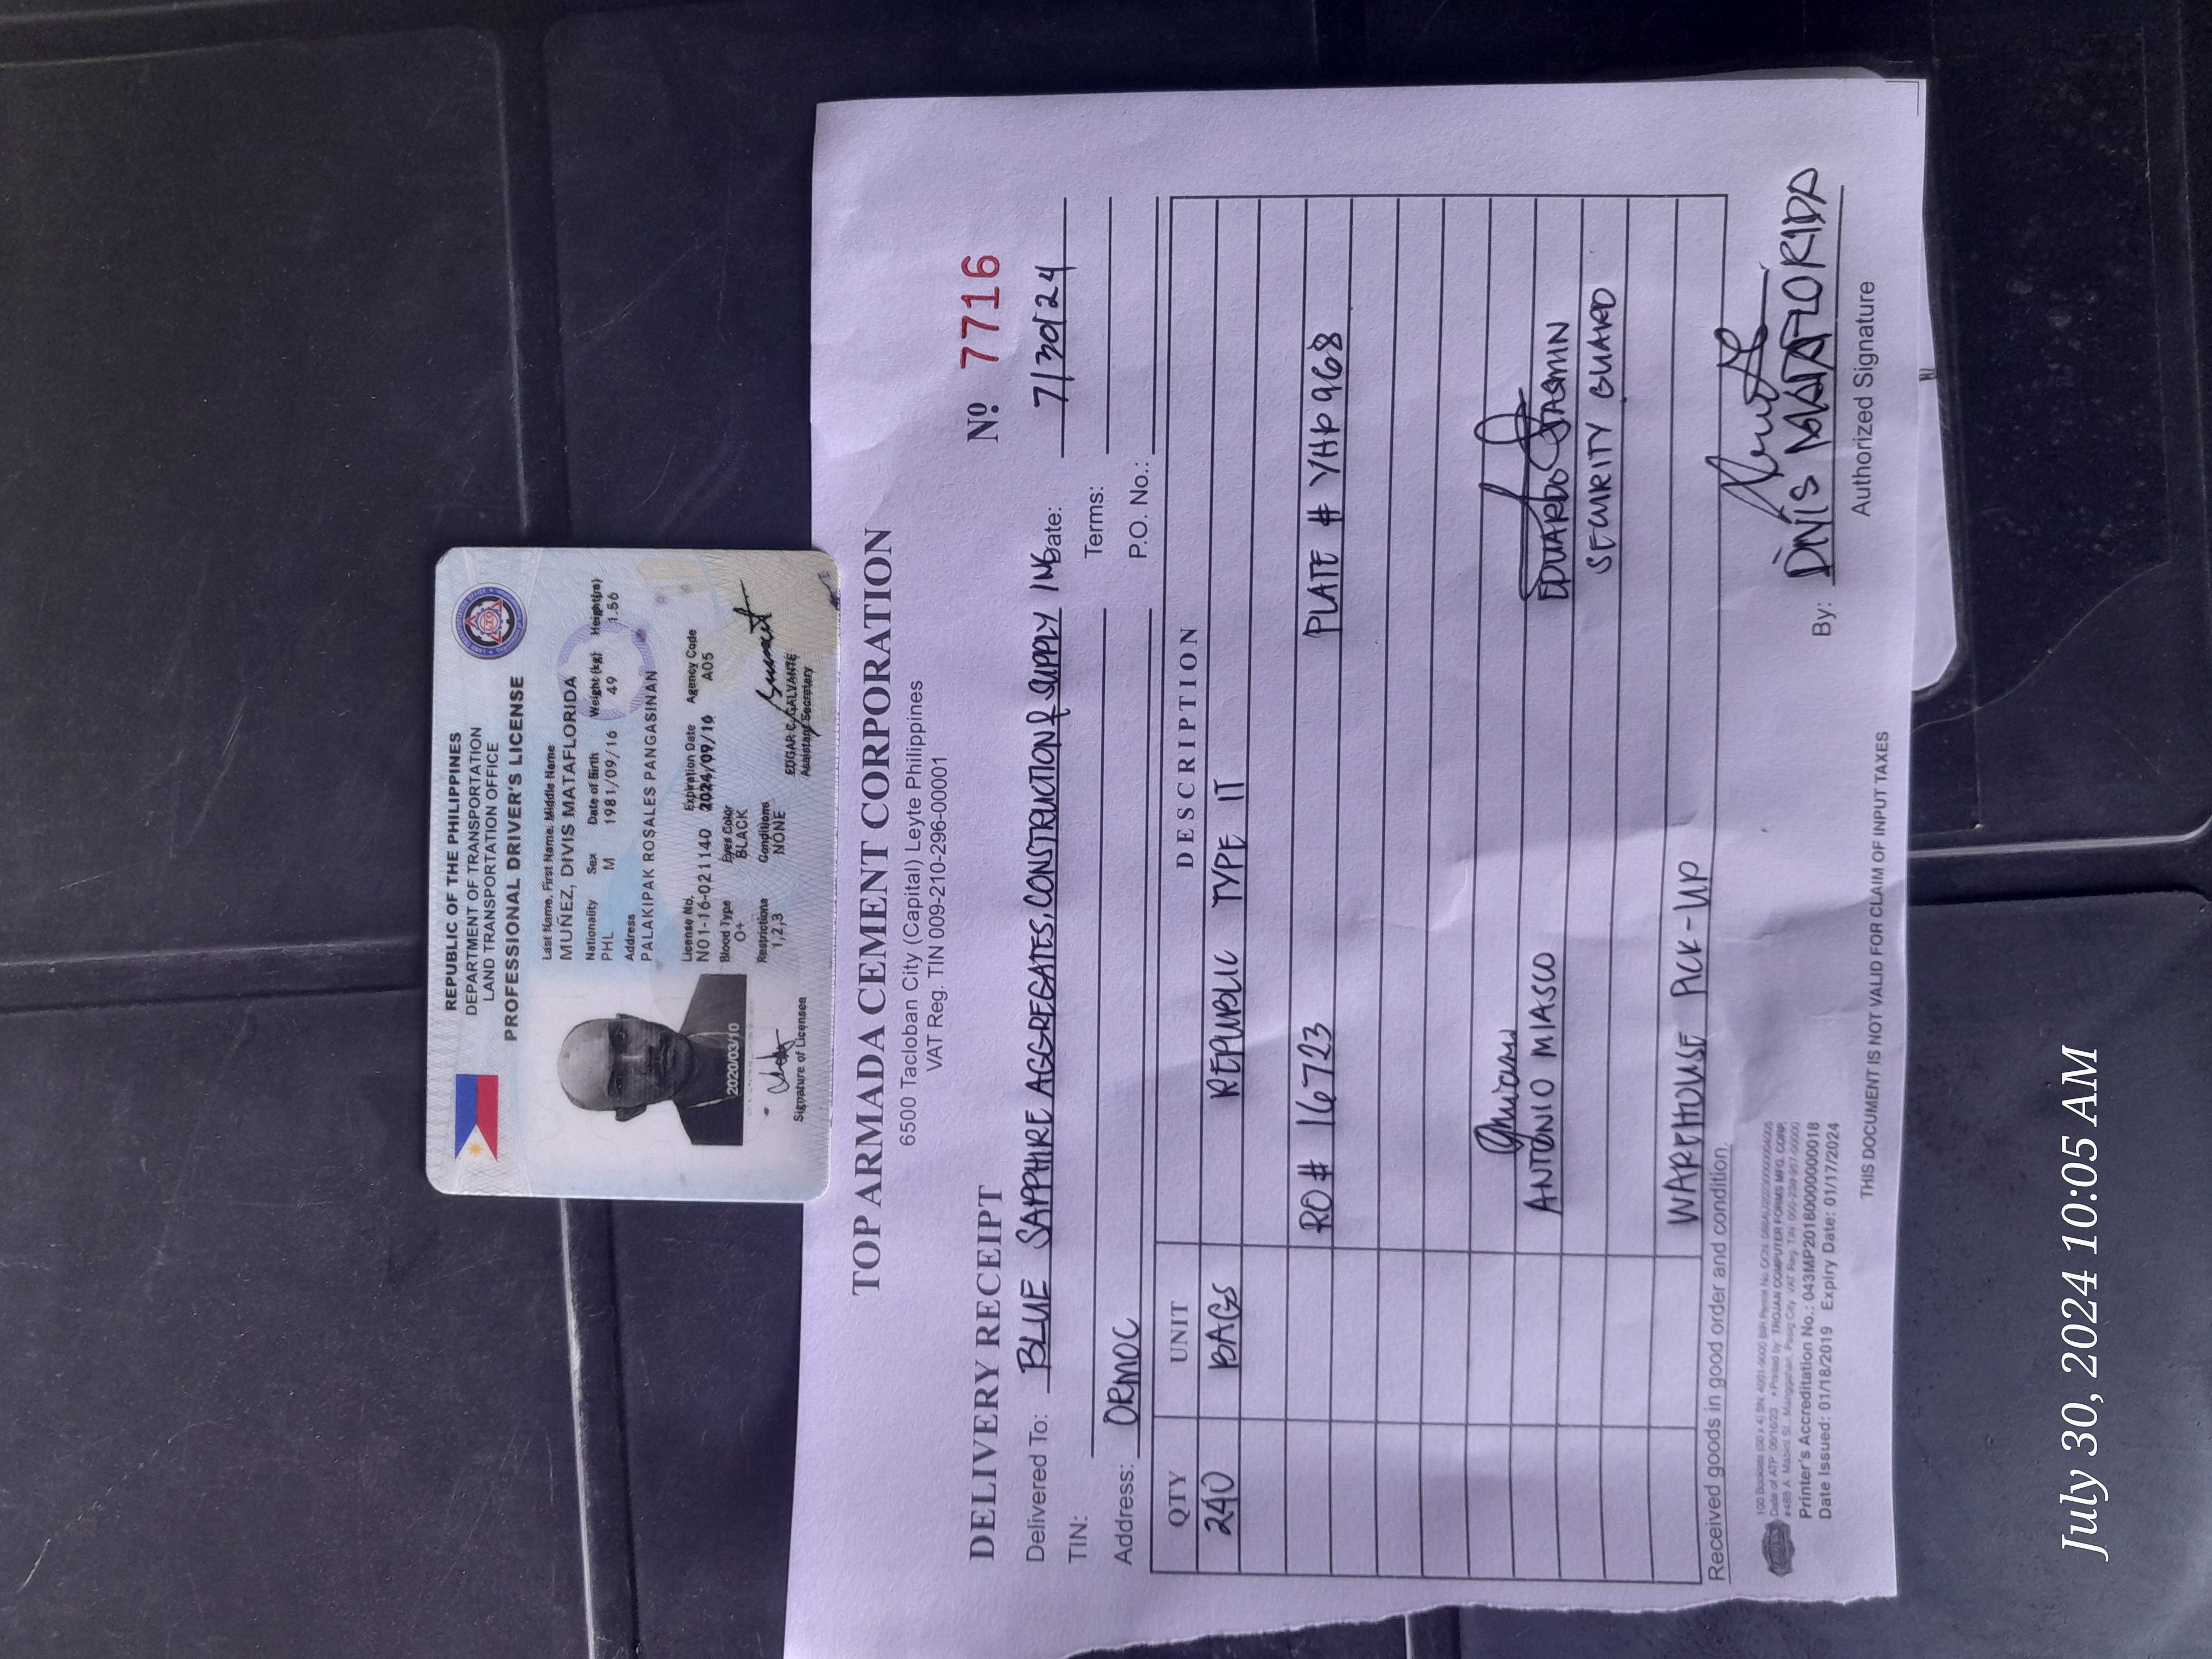 REPUBLIC OF THE PHILIPPINES
DEPARTMENT OF TRANSPORTATION
LAND TRANSPORTATION OFFICE
PROFESSIONAL DRIVER'S LICENSE
Last Name, First Name, Middle Name
MUÑEZ, DIVIS MATAFLORIDA
Nationality Sex Date of Birth Weight (kg) Height(m)
PHL M 1981/09/16 49 1.56
Address
PALAKIPAK ROSALES PANGASINAN
License No. Expiration Date Agency Code
N01-16-021140 2024/09/16 A05
Blood Type Eyes Color
O+ BLACK
Restrictions Conditions
1,2,3 NONE
2020/03/10
Signature of Licensee
EDGAR C. GALVANTE
Assistant Secretary
TOP ARMADA CEMENT CORPORATION
6500 Tacloban City (Capital) Leyte Philippines
VAT Reg. TIN 009-210-296-00001
DELIVERY RECEIPT Nº 7716
Delivered To: BLUE SAPPHIRE AGGREGATES, CONSTRUCTION & SUPPLY INC Date: 7/30/24
TIN: Terms:
Address: ORMOC P.O. No.:
QTY UNIT DESCRIPTION
240 BAGS REPUBLIC TYPE IT
RO# 16723 PLATE # YHP968
ANTONIO MIASCO EDUARDO JASMIN
SECURITY GUARD
WAREHOUSE PICK-UP
Received goods in good order and condition.
By: DIVIS MATAFLORIDA
Authorized Signature
Printer's Accreditation No.: 043MP20180000000018
Date Issued: 01/18/2019 Expiry Date: 01/17/2024
THIS DOCUMENT IS NOT VALID FOR CLAIM OF INPUT TAXES
July 30, 2024 10:05 AM